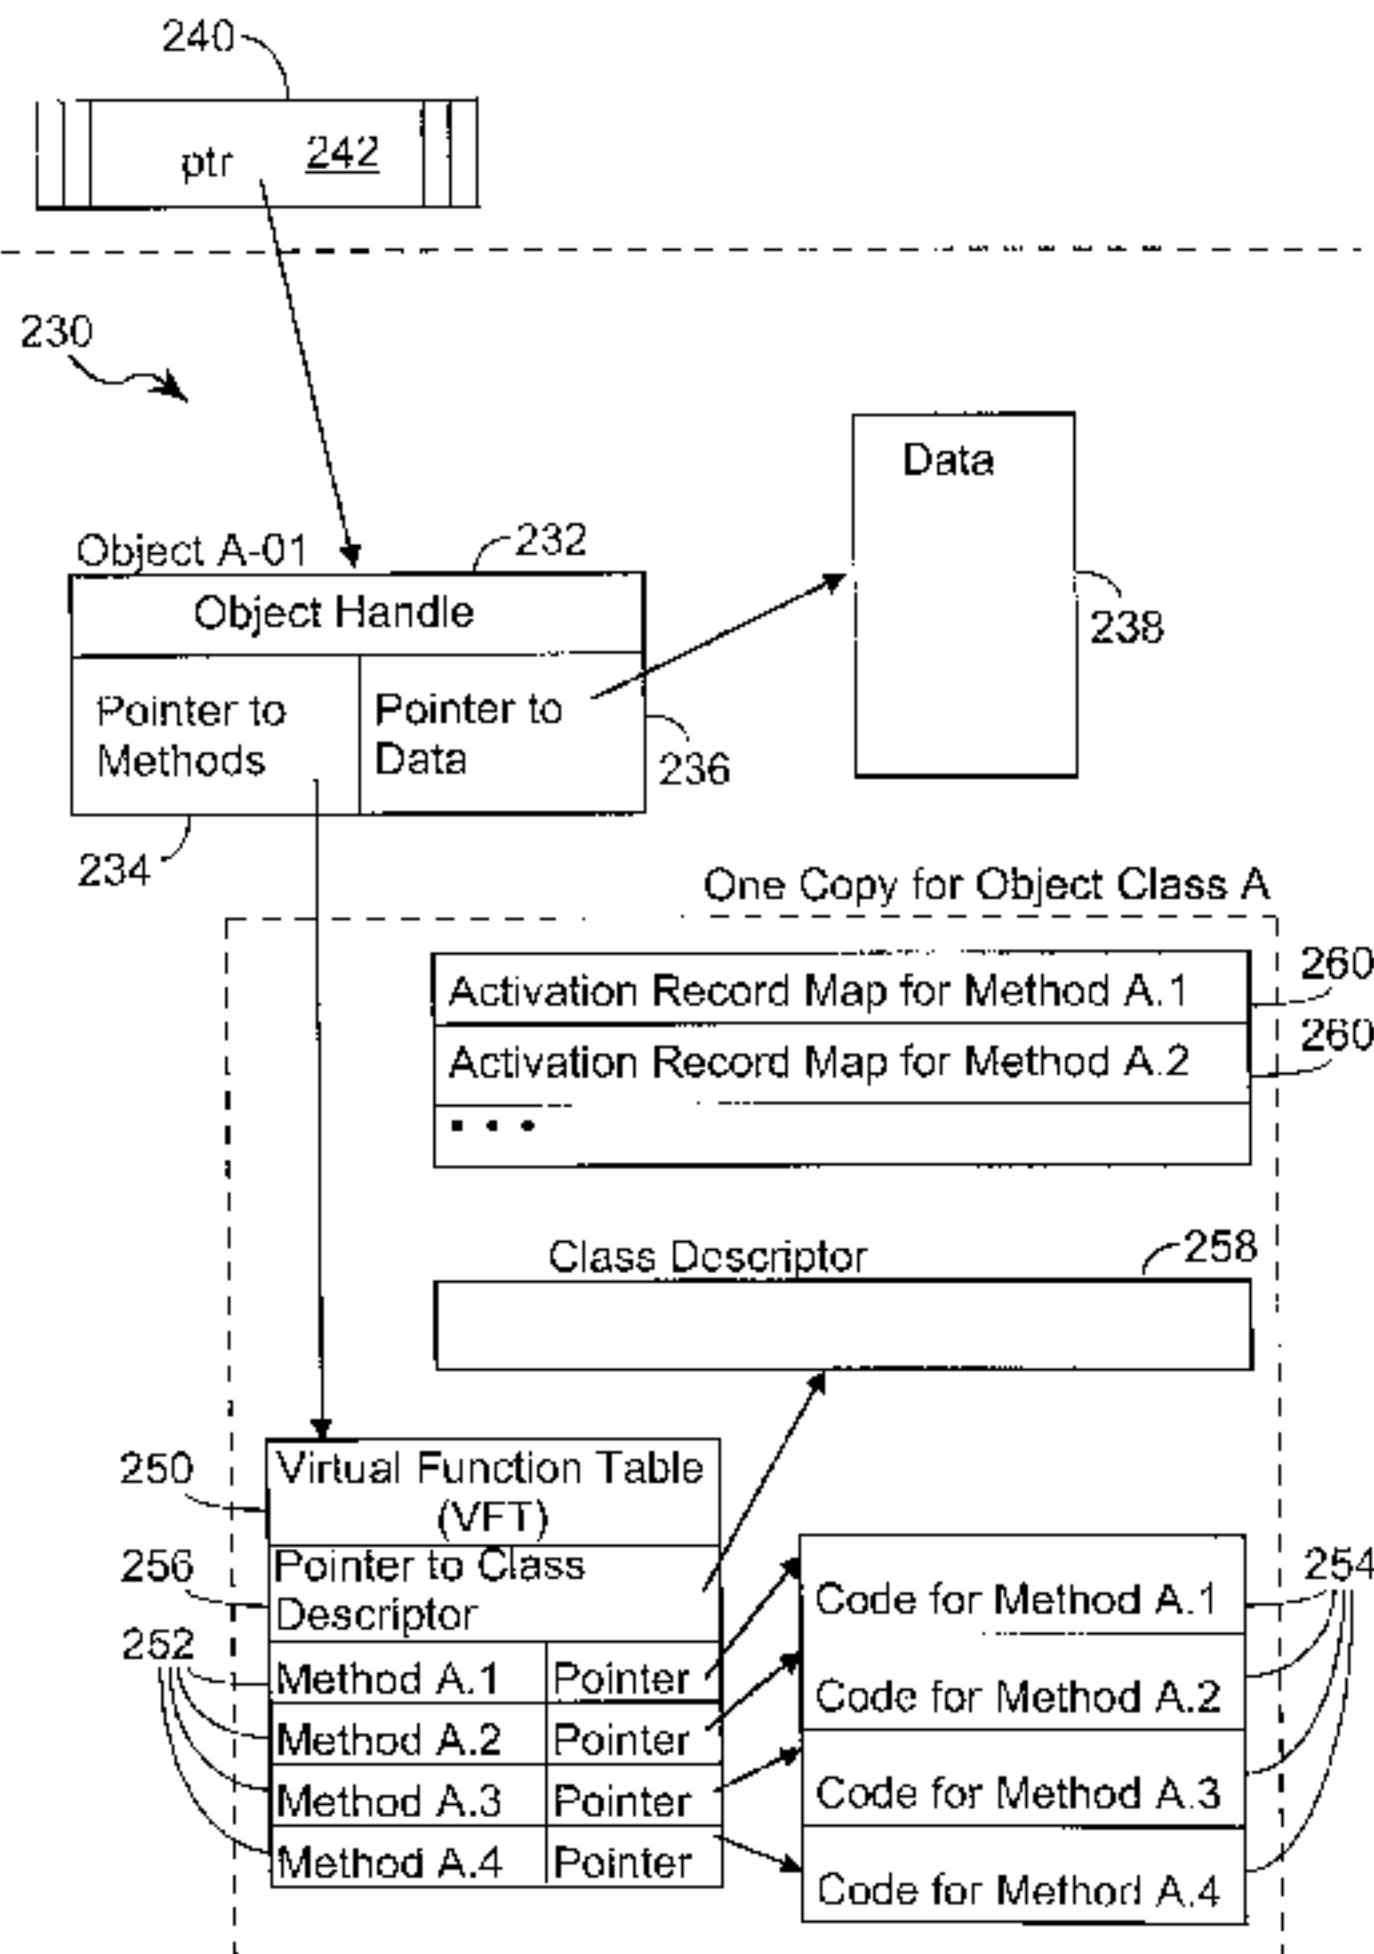 240
ptr 242
230
Data
Object A-01
232
Object Handle
238
Pointer to
Methods
Pointer to
Data
236
234
One Copy for Object Class A
Activation Record Map for Method A.1
260
Activation Record Map for Method A.2
260
• • •
Class Descriptor
258
250
Virtual Function Table
(VFT)
256
Pointer to Class
Descriptor
252
Method A.1 Pointer
Method A.2 Pointer
Method A.3 Pointer
Method A.4 Pointer
254
Code for Method A.1
Code for Method A.2
Code for Method A.3
Code for Method A.4